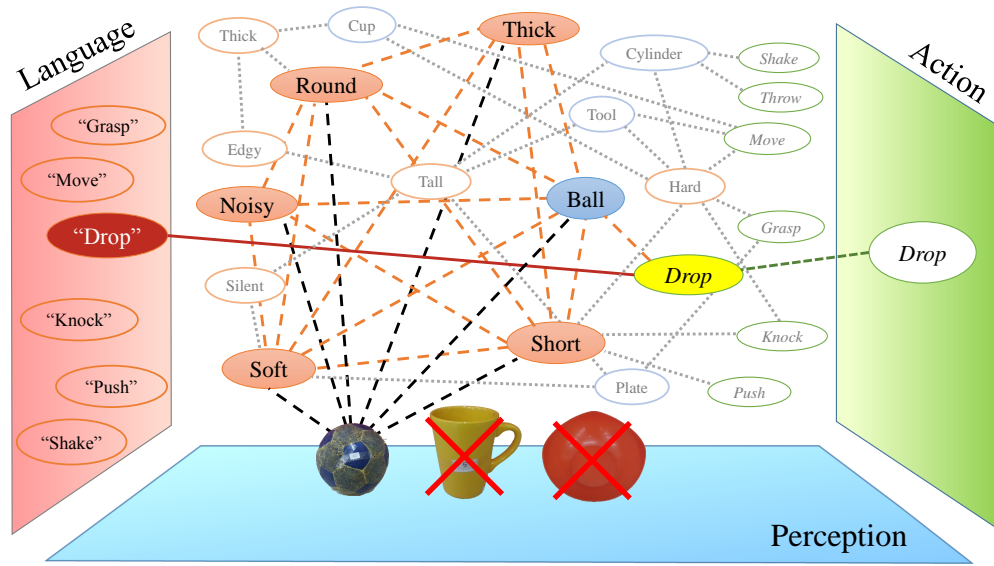 Language
“Grasp”
“Move”
“Drop”
“Knock”
“Push”
“Shake”
Thick
Cup
Thick
Round
Cylinder
Shake
Throw
Tool
Move
Edgy
Tall
Hard
Noisy
Ball
Grasp
Drop
Silent
Short
Knock
Soft
Plate
Push
Action
Drop
Perception